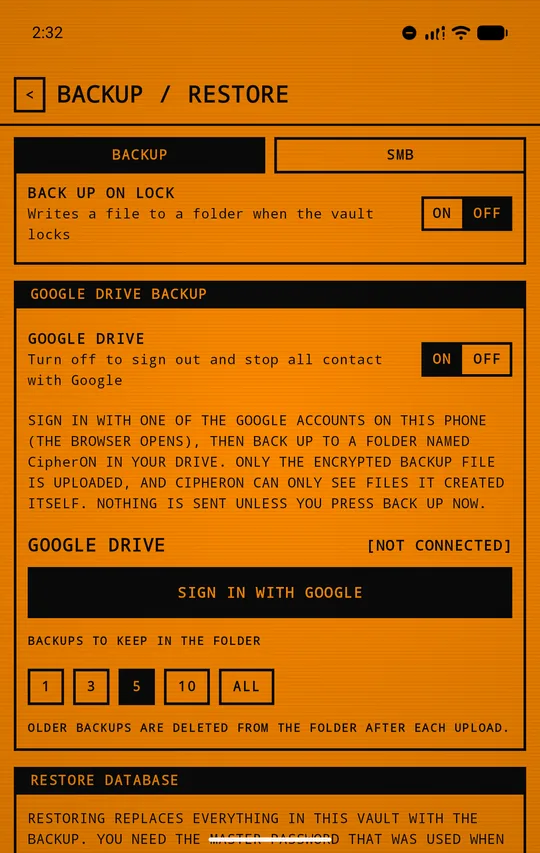 2:32
< BACKUP / RESTORE
BACKUP SMB
BACK UP ON LOCK
Writes a file to a folder when the vault
locks
ON OFF
GOOGLE DRIVE BACKUP
GOOGLE DRIVE
Turn off to sign out and stop all contact
with Google
ON OFF
SIGN IN WITH ONE OF THE GOOGLE ACCOUNTS ON THIS PHONE
(THE BROWSER OPENS), THEN BACK UP TO A FOLDER NAMED
CipherON IN YOUR DRIVE. ONLY THE ENCRYPTED BACKUP FILE
IS UPLOADED, AND CIPHERON CAN ONLY SEE FILES IT CREATED
ITSELF. NOTHING IS SENT UNLESS YOU PRESS BACK UP NOW.
GOOGLE DRIVE [NOT CONNECTED]
SIGN IN WITH GOOGLE
BACKUPS TO KEEP IN THE FOLDER
1 3 5 10 ALL
OLDER BACKUPS ARE DELETED FROM THE FOLDER AFTER EACH UPLOAD.
RESTORE DATABASE
RESTORING REPLACES EVERYTHING IN THIS VAULT WITH THE
BACKUP. YOU NEED THE MASTER PASSWORD THAT WAS USED WHEN